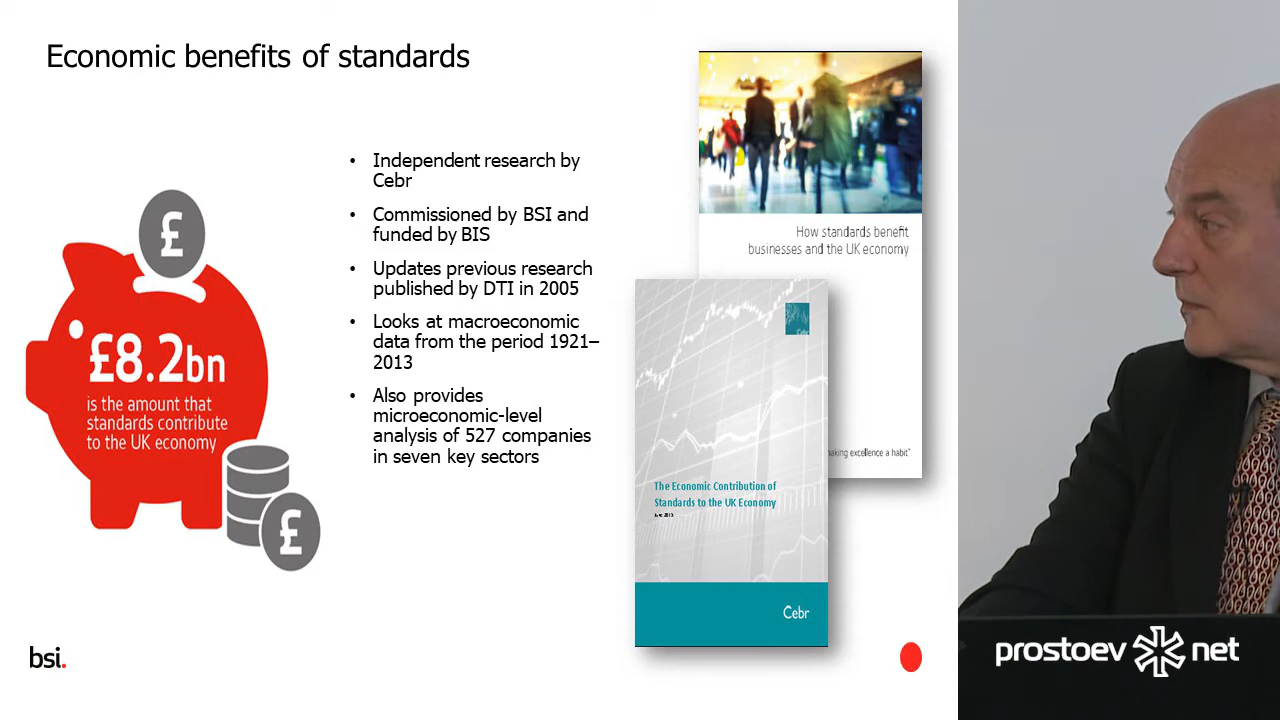 Economic benefits of standards
£
£8.2bn
is the amount that
standards contribute
to the UK economy
£
• Independent research by
Cebr
• Commissioned by BSI and
funded by BIS
• Updates previous research
published by DTI in 2005
• Looks at macroeconomic
data from the period 1921–
2013
• Also provides
microeconomic-level
analysis of 527 companies
in seven key sectors
How standards benefit
businesses and the UK economy
excellence a habit"
Cebr
The Economic Contribution of
Standards to the UK Economy
Cebr
bsi.
prostoev net